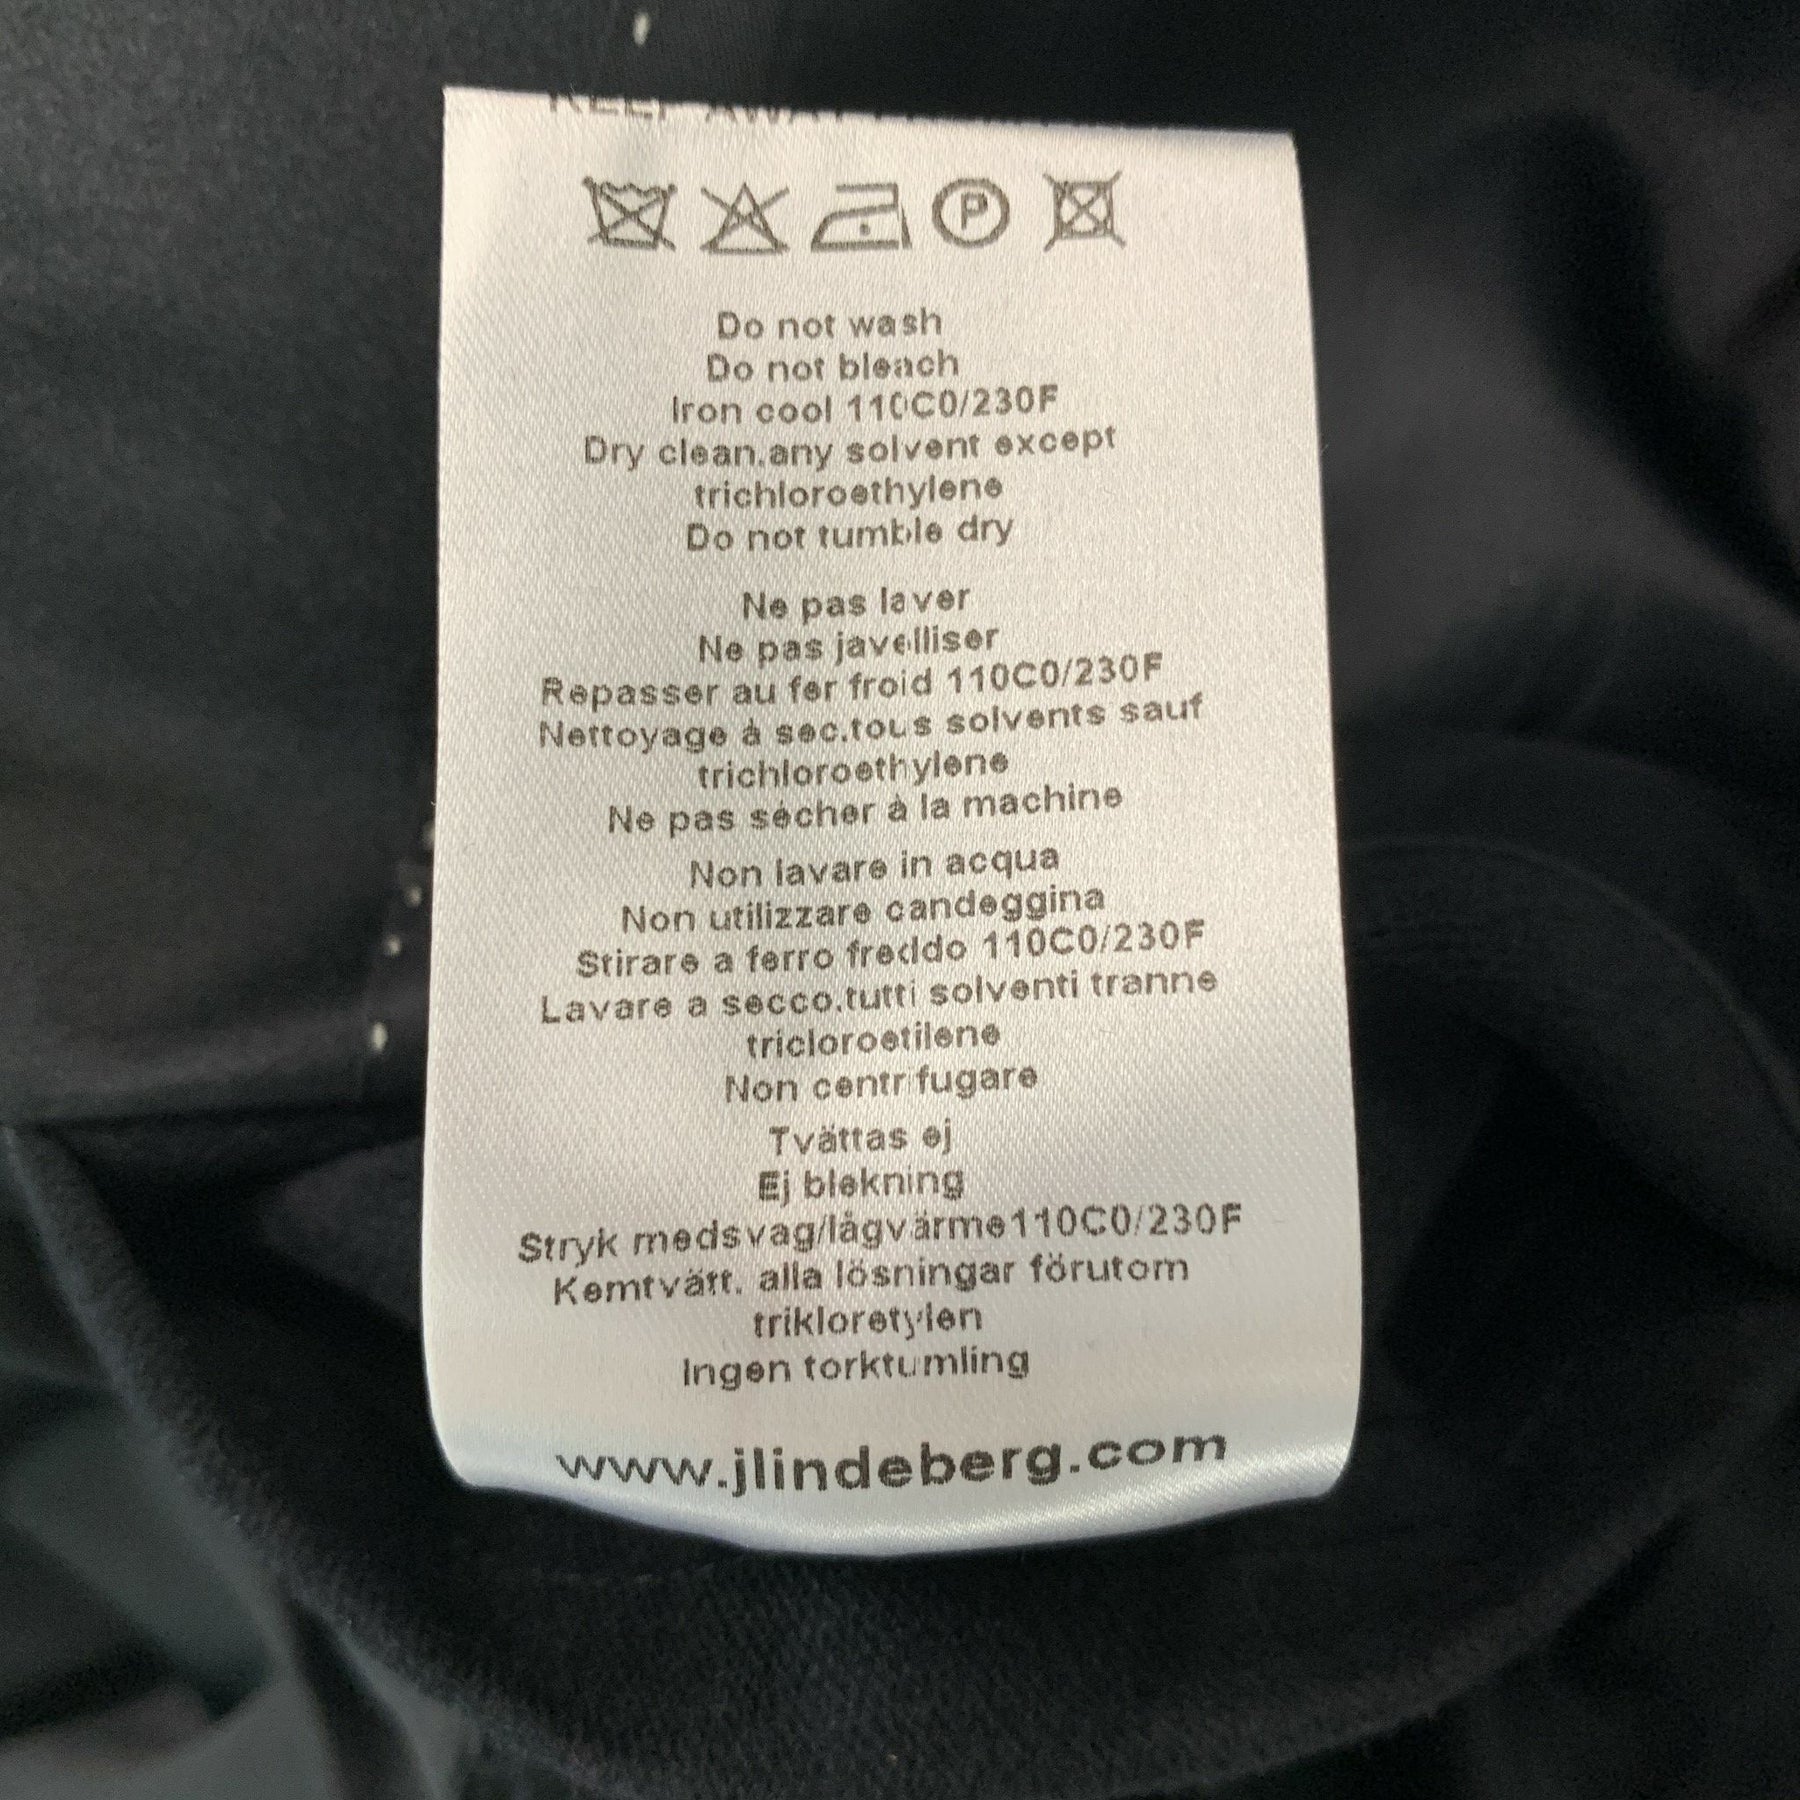 KEEP AWAY
P
Do not wash
Do not bleach
Iron cool 110C0/230F
Dry clean.any solvent except
trichloroethylene
Do not tumble dry
Ne pas laver
Ne pas javelliser
Repasser au fer froid 110C0/230F
Nettoyage à sec.tous solvents sauf
trichloroethylene
Ne pas sécher à la machine
Non lavare in acqua
Non utilizzare candeggina
Stirare a ferro freddo 110C0/230F
Lavare a secco.tutti solventi tranne
tricloroetilene
Non centrifugare
Tvättas ej
Ej blekning
Stryk medsvag/lågvärme110C0/230F
Kemtvätt. alla lösningar förutom
trikloretylen
Ingen torktumling
www.jlindeberg.com